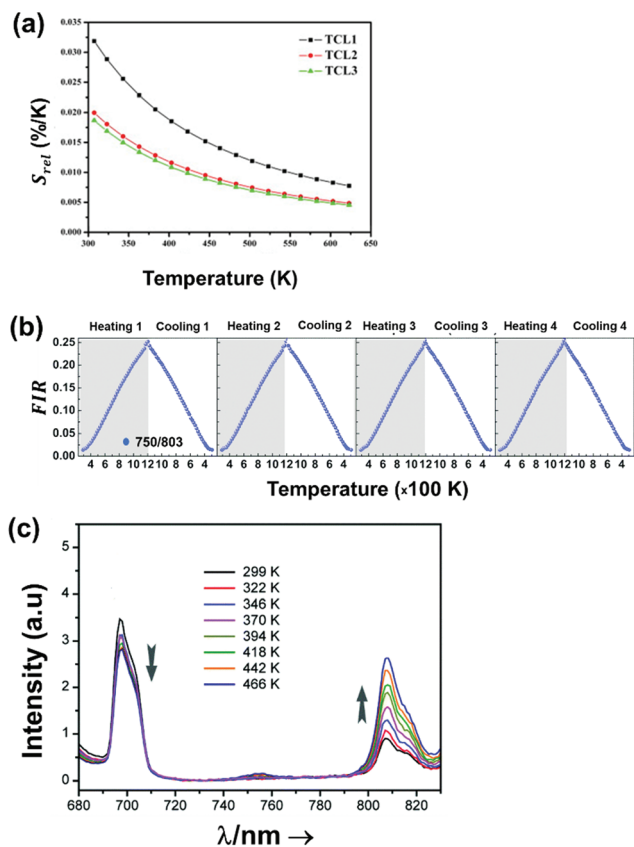 (a)
0.035
0.030
0.025
0.020
0.015
0.010
0.005
0.000
S_rel (%/K)
TCL1
TCL2
TCL3
300 350 400 450 500 550 600 650
Temperature (K)
(b)
Heating 1 Cooling 1 Heating 2 Cooling 2 Heating 3 Cooling 3 Heating 4 Cooling 4
0.25
0.20
0.15
0.10
0.05
0.00
FIR
750/803
4 6 8 10 12 10 8 6 4 4 6 8 10 12 10 8 6 4 4 6 8 10 12 10 8 6 4 4 6 8 10 12 10 8 6 4
Temperature (×100 K)
(c)
5
4
3
2
1
0
Intensity (a.u)
299 K
322 K
346 K
370 K
394 K
418 K
442 K
466 K
680 700 720 740 760 780 800 820
λ/nm →